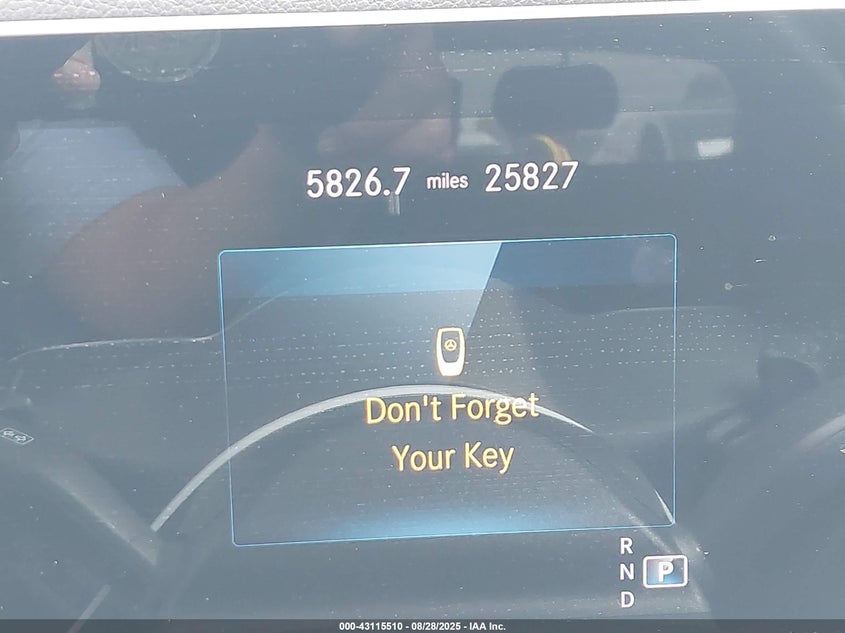 5826.7 miles 25827
Don't Forget
Your Key
R
N P
D
000-43115510 - 08/28/2025 - IAA Inc.